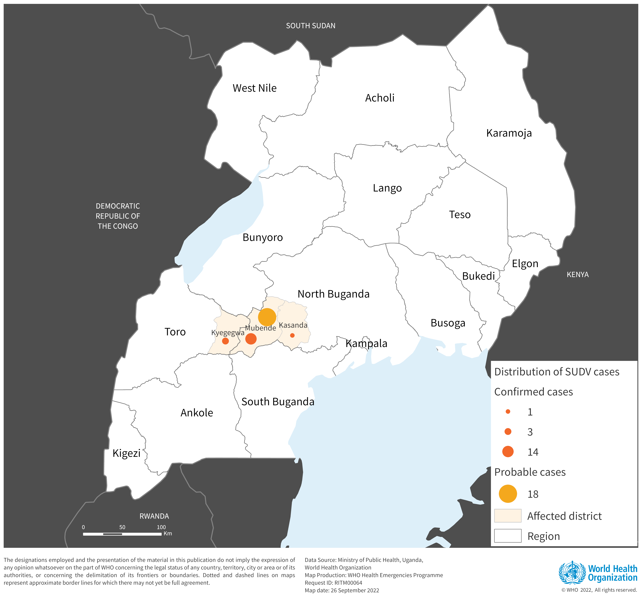 SOUTH SUDAN
West Nile
Acholi
Karamoja
DEMOCRATIC
REPUBLIC OF
THE CONGO
Lango
Teso
Bunyoro
Elgon
KENYA
Bukedi
North Buganda
Busoga
Toro
Kyegegwa
Mubende
Kasanda
Kampala
Ankole
South Buganda
Kigezi
RWANDA
0 50 100
Km
Distribution of SUDV cases
Confirmed cases
1
3
14
Probable cases
18
Affected district
Region
The designations employed and the presentation of the material in this publication do not imply the expression of
any opinion whatsoever on the part of WHO concerning the legal status of any country, territory, city or area or of its
authorities, or concerning the delimitation of its frontiers or boundaries. Dotted and dashed lines on maps
represent approximate border lines for which there may not yet be full agreement.
Data Source: Ministry of Public Health, Uganda,
World Health Organization
Map Production: WHO Health Emergencies Programme
Request ID: RITM00064
Map date: 26 September 2022
World Health
Organization
© WHO 2022, All rights reserved.